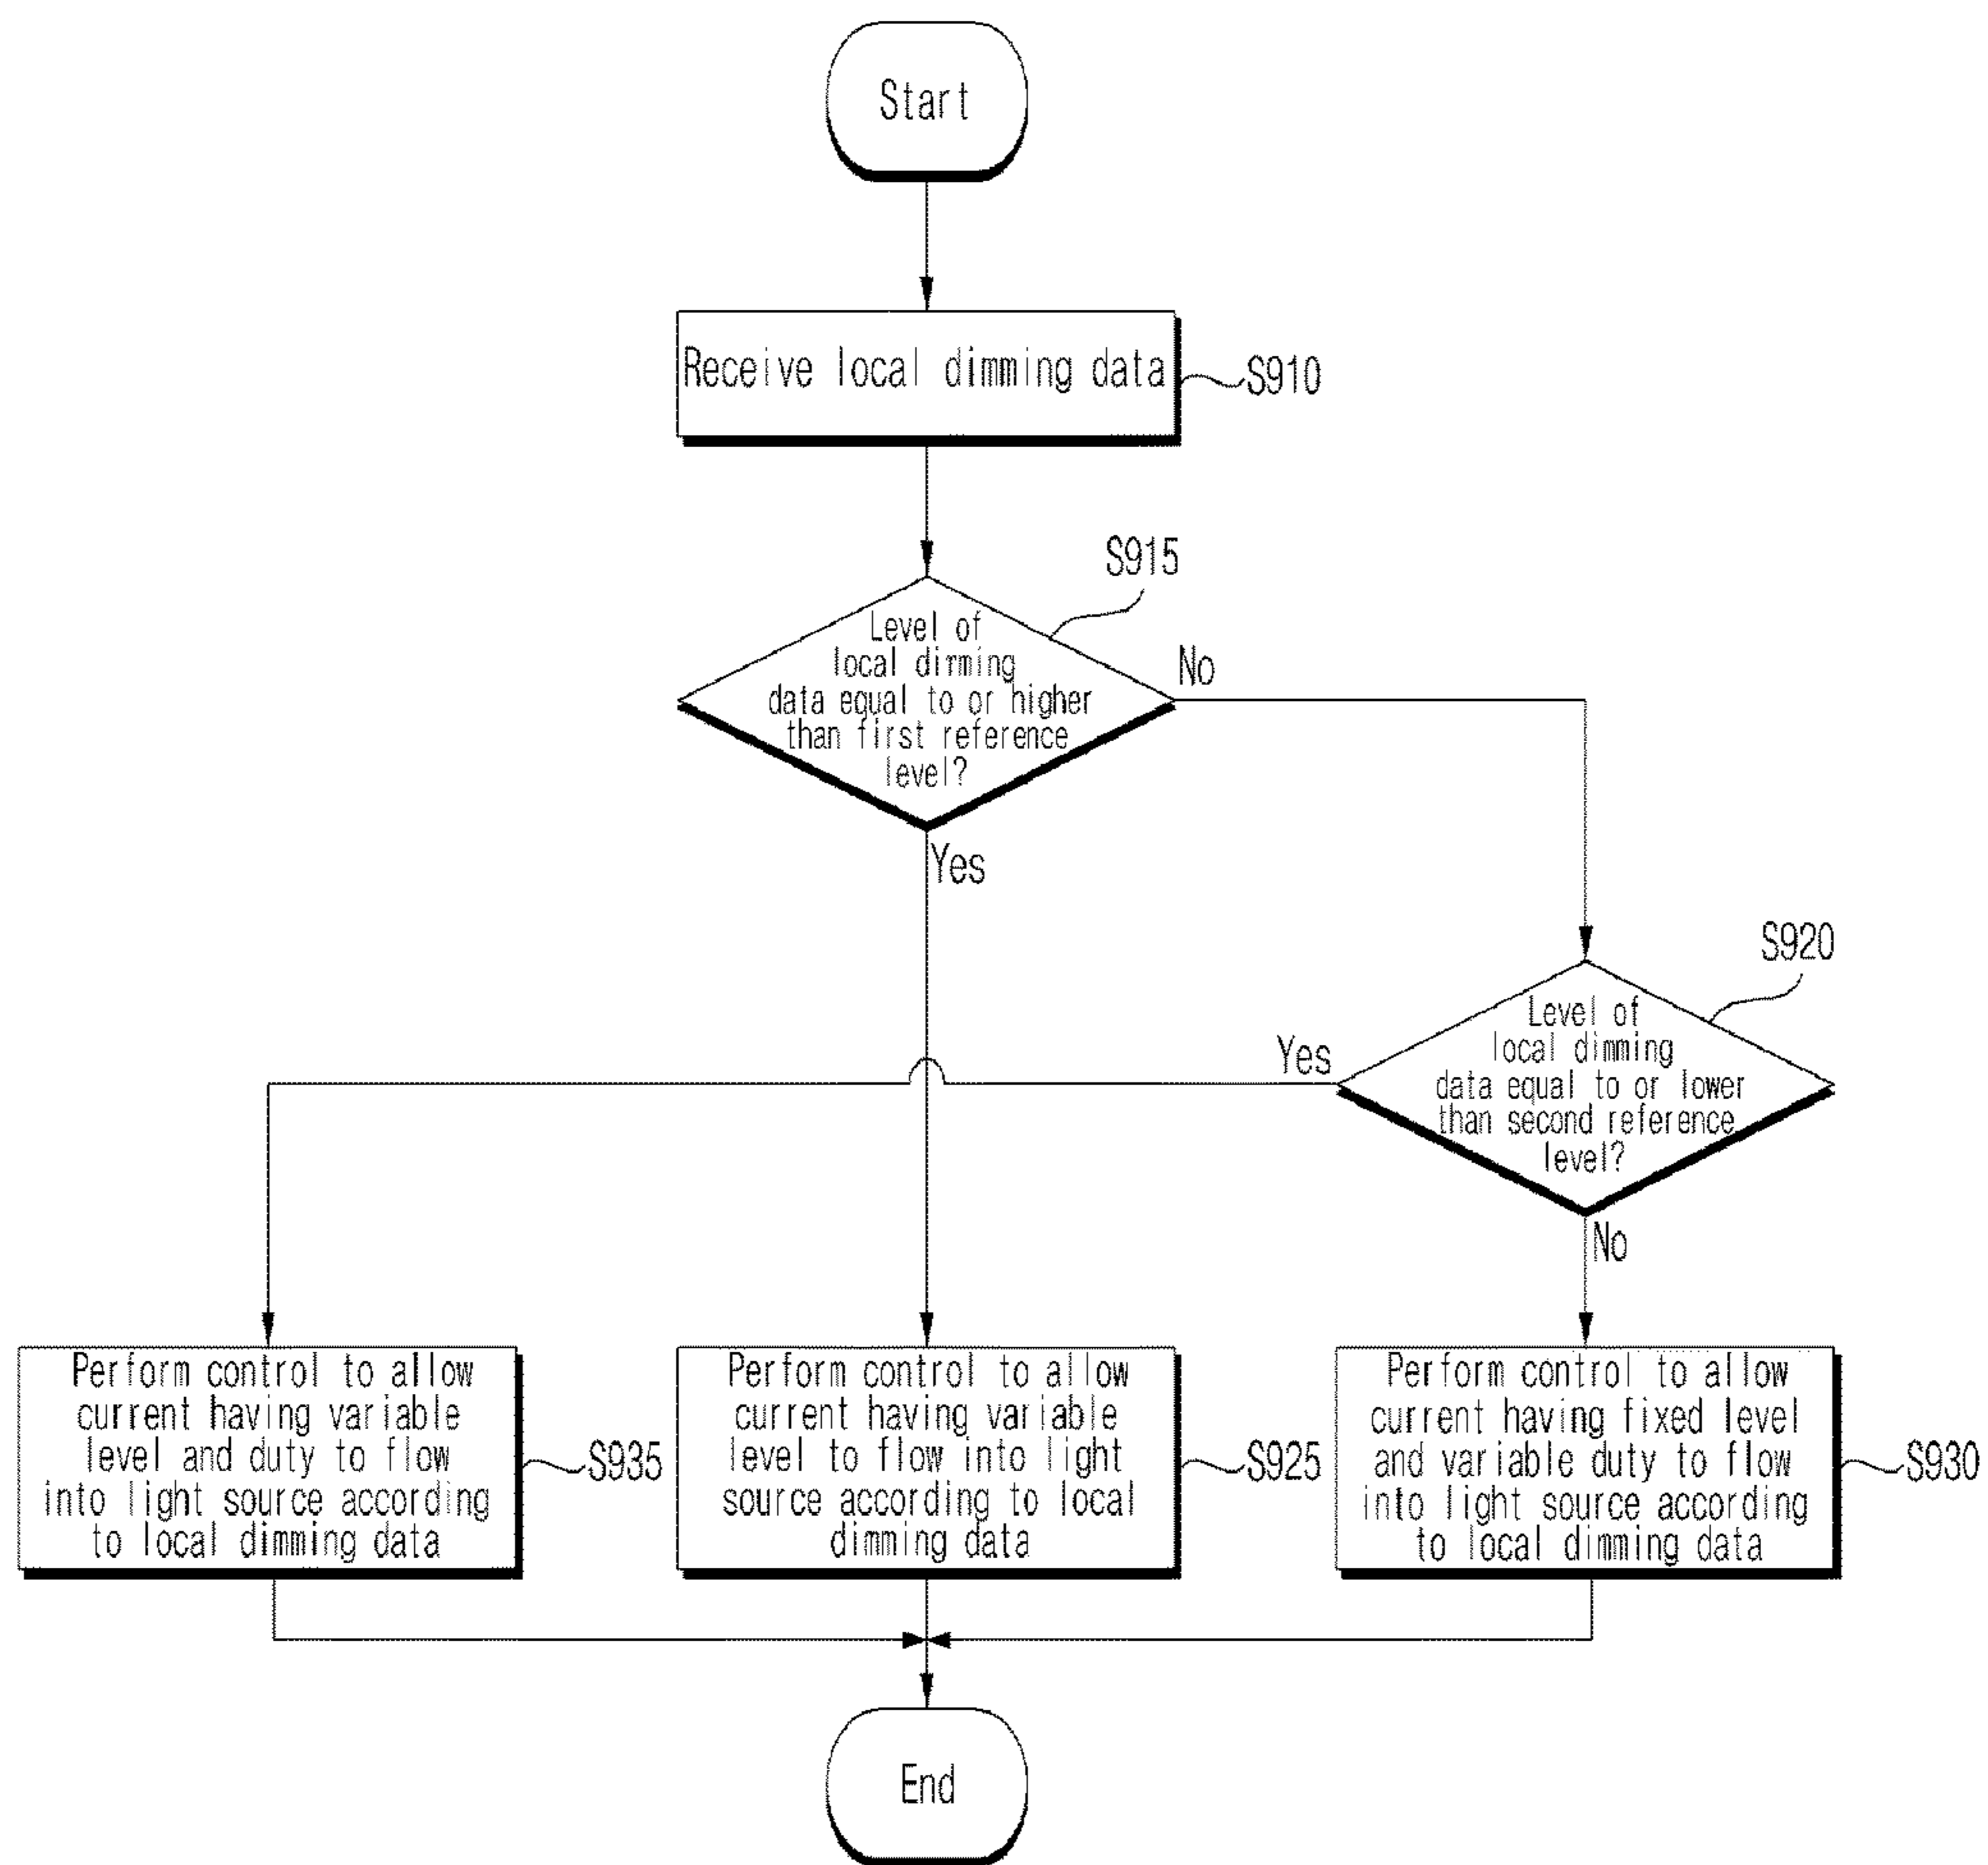 Start
Receive local dimming data
S910
S915
Level of
local dimming
data equal to or higher
than first reference
level?
No
Yes
S920
Level of
local dimming
data equal to or lower
than second reference
level?
Yes
No
Perform control to allow
current having variable
level and duty to flow
into light source according
to local dimming data
S935
Perform control to allow
current having variable
level to flow into light
source according to local
dimming data
S925
Perform control to allow
current having fixed level
and variable duty to flow
into light source according
to local dimming data
S930
End